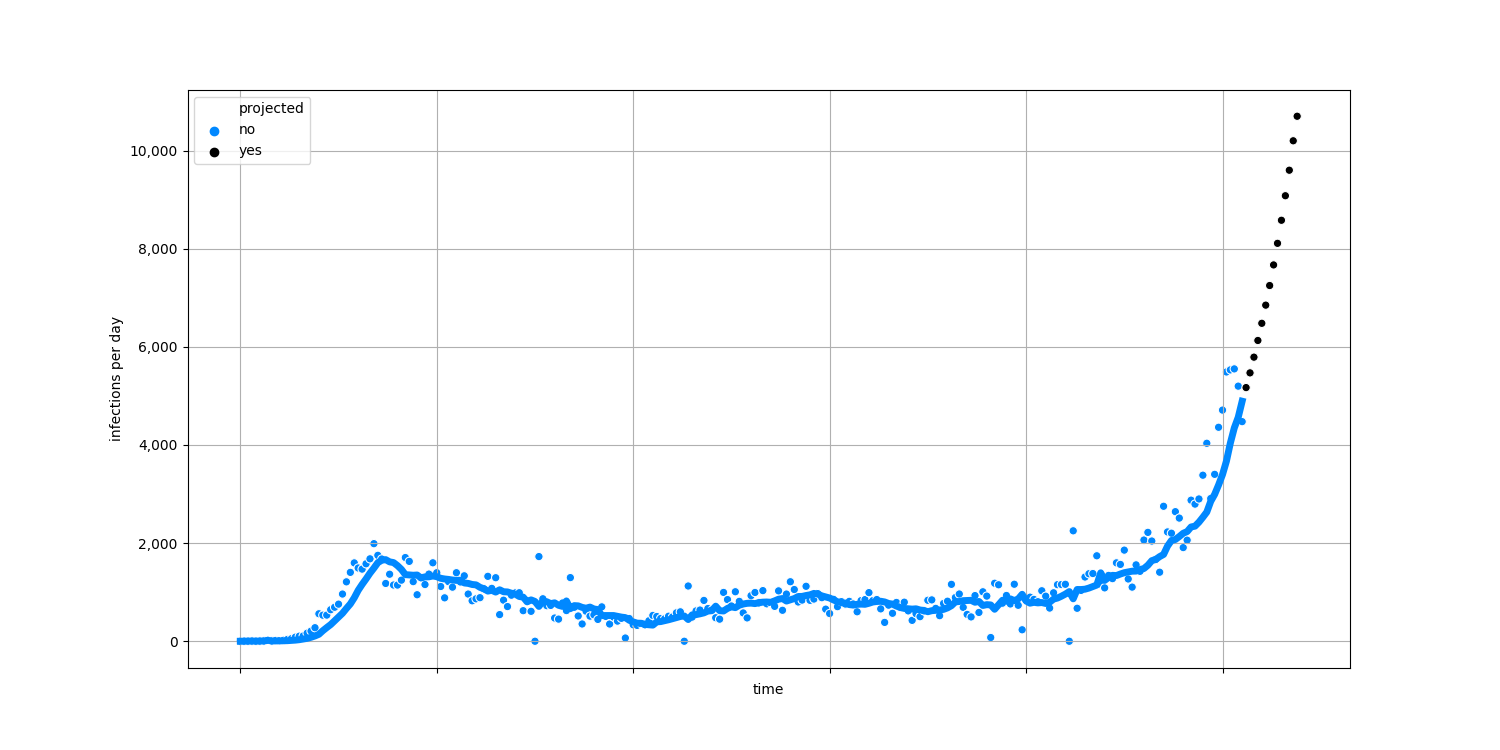 projected
no
yes
10,000
8,000
6,000
4,000
2,000
0
infections per day
time